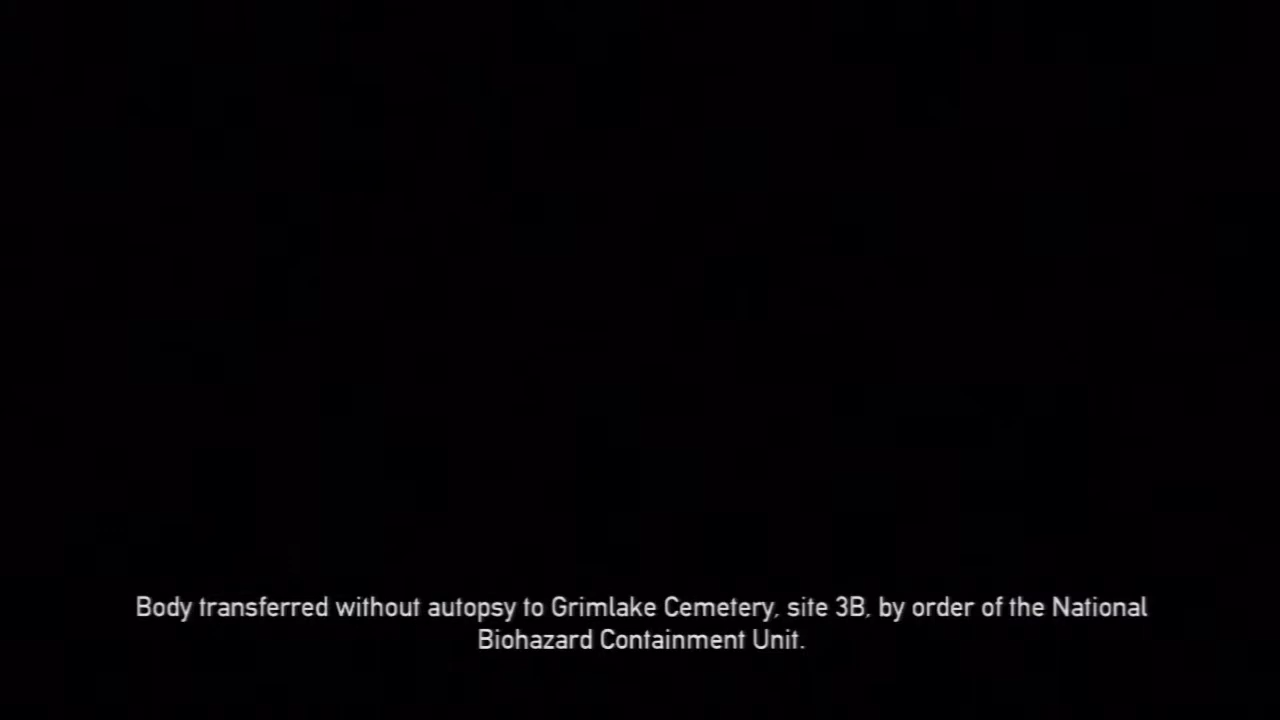 Body transferred without autopsy to Grimlake Cemetery, site 3B, by order of the National
Biohazard Containment Unit.